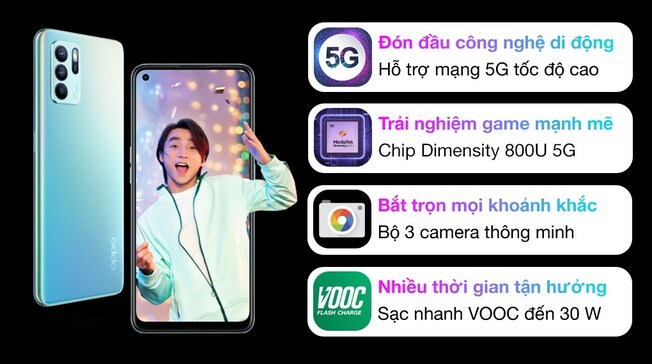 oppo
5G
Đón đầu công nghệ di động
Hỗ trợ mạng 5G tốc độ cao
MediaTek
Trải nghiệm game mạnh mẽ
Chip Dimensity 800U 5G
Bắt trọn mọi khoảnh khắc
Bộ 3 camera thông minh
VOOC
FLASH CHARGE
Nhiều thời gian tận hưởng
Sạc nhanh VOOC đến 30 W